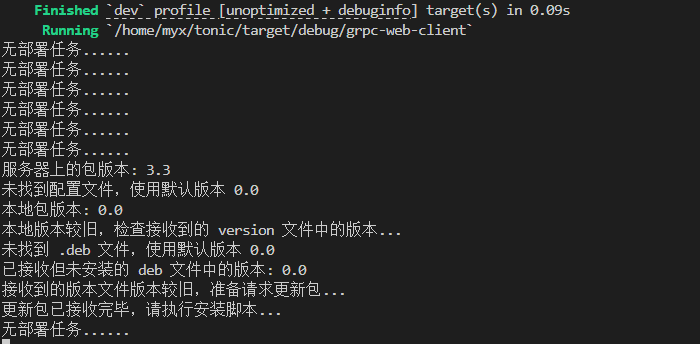 Finished `dev` profile [unoptimized + debuginfo] target(s) in 0.09s
Running `/home/myx/tonic/target/debug/grpc-web-client`
无部署任务......
无部署任务......
无部署任务......
无部署任务......
无部署任务......
无部署任务......
服务器上的包版本: 3.3
未找到配置文件，使用默认版本 0.0
本地包版本: 0.0
本地版本较旧，检查接收到的 version 文件中的版本...
未找到 .deb 文件，使用默认版本 0.0
已接收但未安装的 deb 文件中的版本: 0.0
接收到的版本文件版本较旧，准备请求更新包...
更新包已接收完毕，请执行安装脚本...
无部署任务......